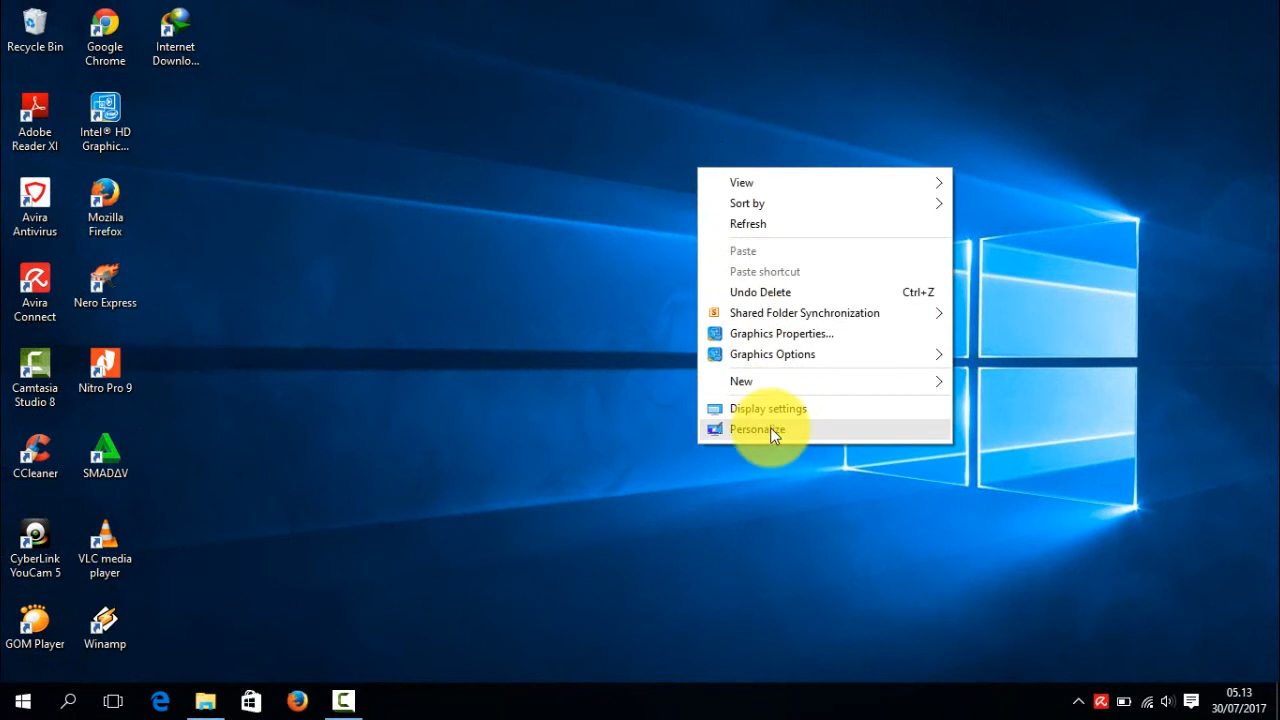 Recycle Bin
Google
Chrome
Internet
Downlo...
Adobe
Reader XI
Intel® HD
Graphic...
Avira
Antivirus
Mozilla
Firefox
Avira
Connect
Nero Express
Camtasia
Studio 8
Nitro Pro 9
CCleaner
SMADΔV
CyberLink
YouCam 5
VLC media
player
GOM Player
Winamp
View
Sort by
Refresh
Paste
Paste shortcut
Undo Delete Ctrl+Z
Shared Folder Synchronization
Graphics Properties...
Graphics Options
New
Display settings
Personalize
05.13
30/07/2017